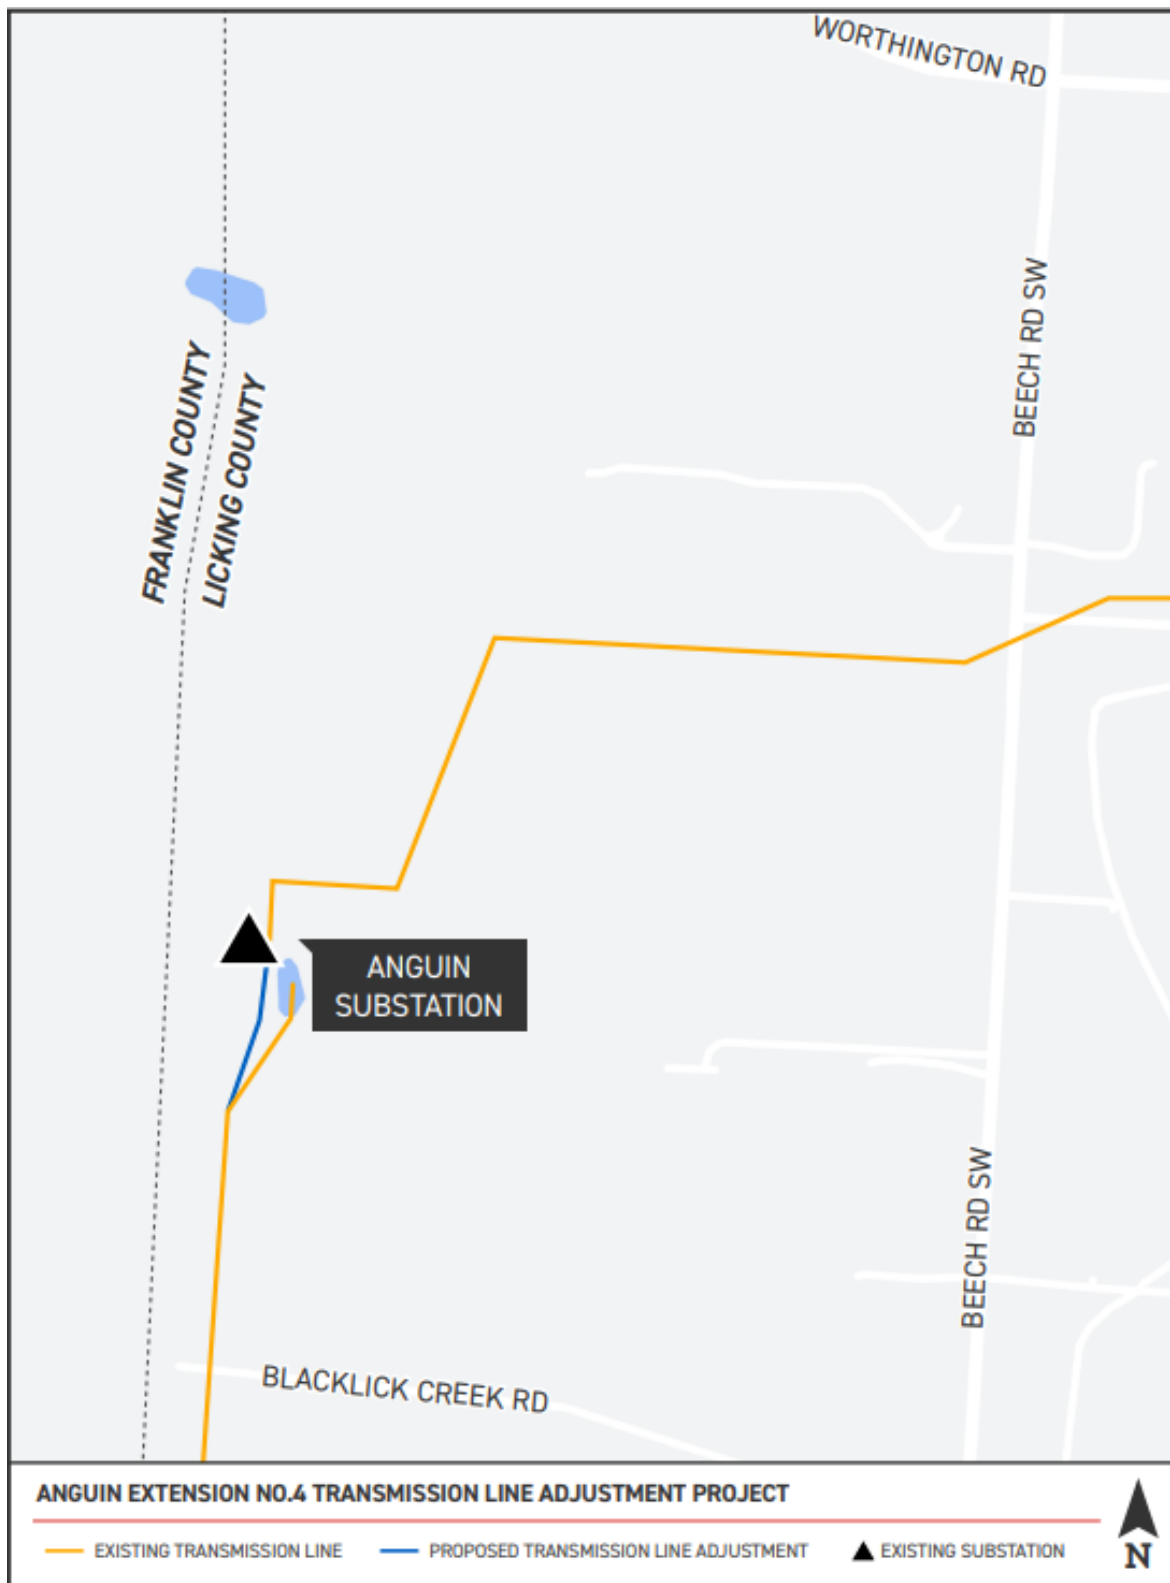 WORTHINGTON RD
BEECH RD SW
FRANKLIN COUNTY
LICKING COUNTY
ANGUIN
SUBSTATION
BEECH RD SW
BLACKLICK CREEK RD
ANGUIN EXTENSION NO.4 TRANSMISSION LINE ADJUSTMENT PROJECT
EXISTING TRANSMISSION LINE
PROPOSED TRANSMISSION LINE ADJUSTMENT
EXISTING SUBSTATION
N